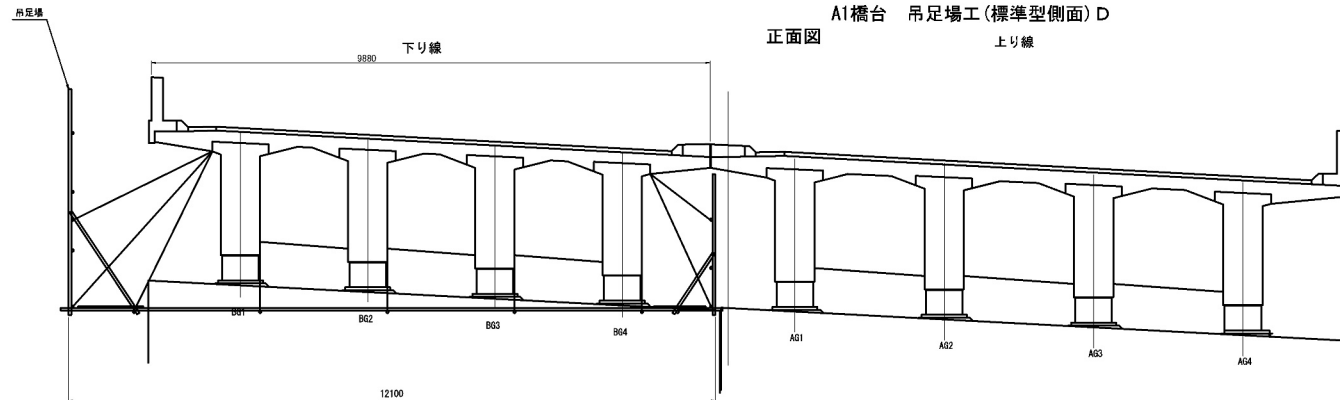 A1橋台 吊足場工(標準型側面)D
正面図
吊足場
下り線
上り線
9880
BG1
BG2
BG3
BG4
AG1
AG2
AG3
AG4
12100